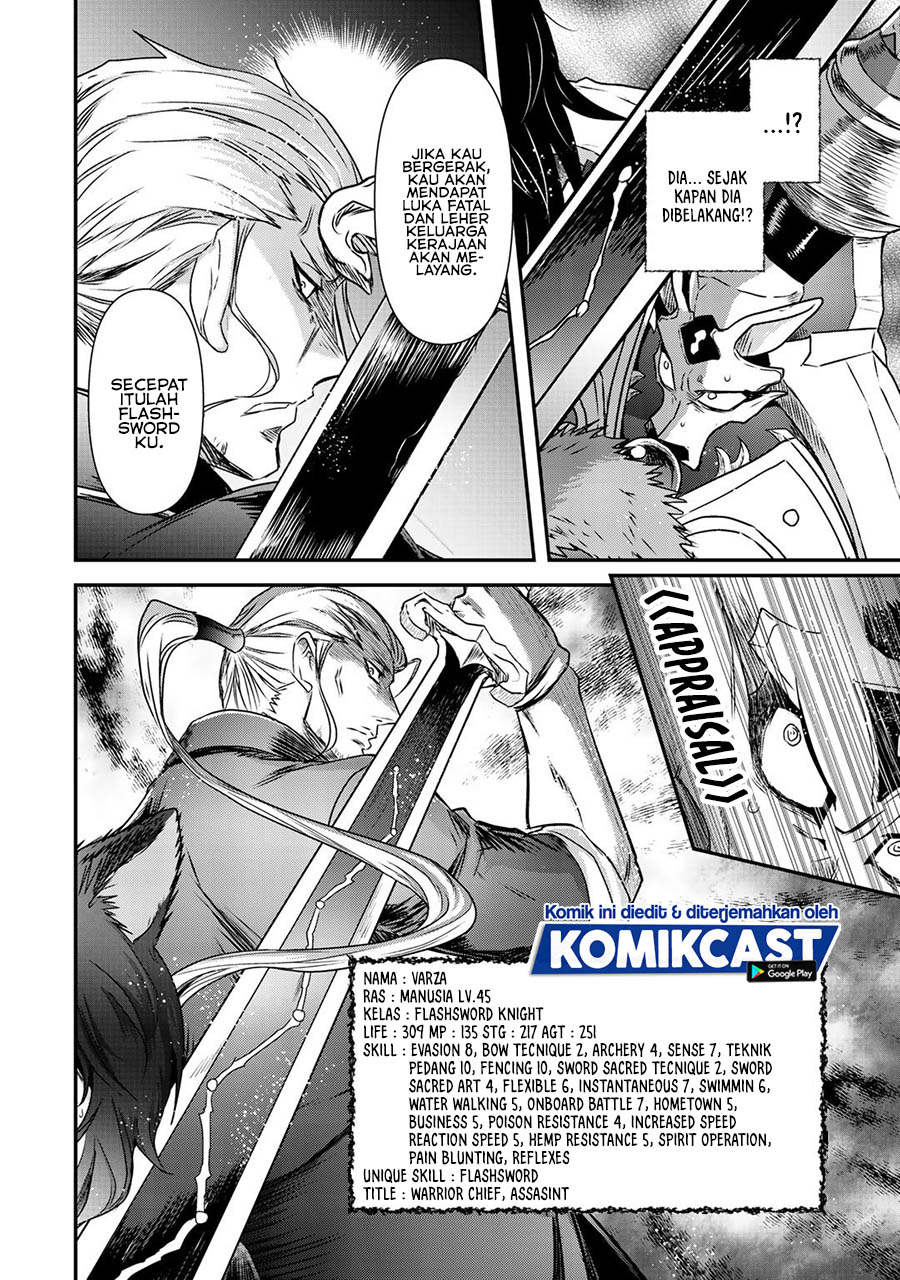 ...!?
DIA... SEJAK
KAPAN DIA
DIBELAKANG!?
JIKA KAU
BERGERAK,
KAU AKAN
MENDAPAT
LUKA FATAL
DAN LEHER
KELUARGA
KERAJAAN
AKAN ME-
LAYANG.
SECEPAT
ITULAH
FLASH-
SWORD
KU.
<<APPRAISAL>>
Komik ini diedit & diterjemahkan oleh
KOMIKCAST
GET IT ON
Google Play
NAMA : VARZA
RAS : MANUSIA LV.45
KELAS : FLASHSWORD KNIGHT
LIFE : 309 MP : 135 STG : 217 AGT : 251
SKILL : EVASION 8, BOW TECNIQUE 2, ARCHERY 4, SENSE 7, TEKNIK
PEDANG 10, FENCING 10, SWORD SACRED TECNIQUE 2, SWORD
SACRED ART 4, FLEXIBLE 6, INSTANTANEOUS 7, SWIMMIN 6,
WATER WALKING 5, ONBOARD BATTLE 7, HOMETOWN 5,
BUSINESS 5, POISON RESISTANCE 4, INCREASED SPEED
REACTION SPEED 5, HEMP RESISTANCE 5, SPIRIT OPERATION,
PAIN BLUNTING, REFLEXES
UNIQUE SKILL : FLASHSWORD
TITLE : WARRIOR CHIEF, ASSASINT